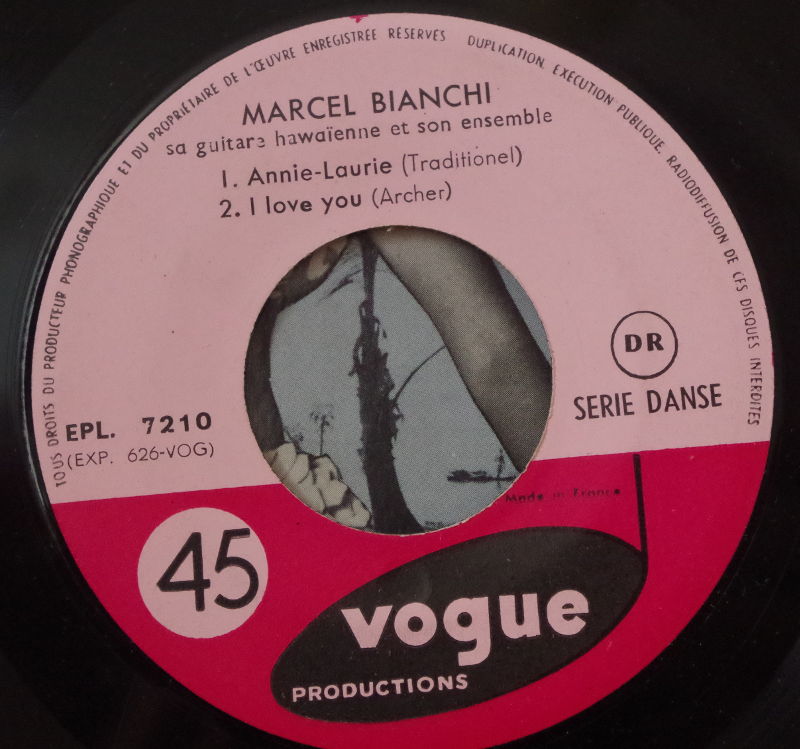 TOUS DROITS DU PRODUCTEUR PHONOGRAPHIQUE ET DU PROPRIÉTAIRE DE L'ŒUVRE ENREGISTRÉE RÉSERVÉS DUPLICATION, EXÉCUTION PUBLIQUE, RADIODIFFUSION DE CES DISQUES INTERDITES
MARCEL BIANCHI
sa guitare hawaïenne et son ensemble
1. Annie-Laurie (Traditionel)
2. I love you (Archer)
DR
SERIE DANSE
EPL. 7210
(EXP. 626-VOG)
Made in France
45
vogue
PRODUCTIONS